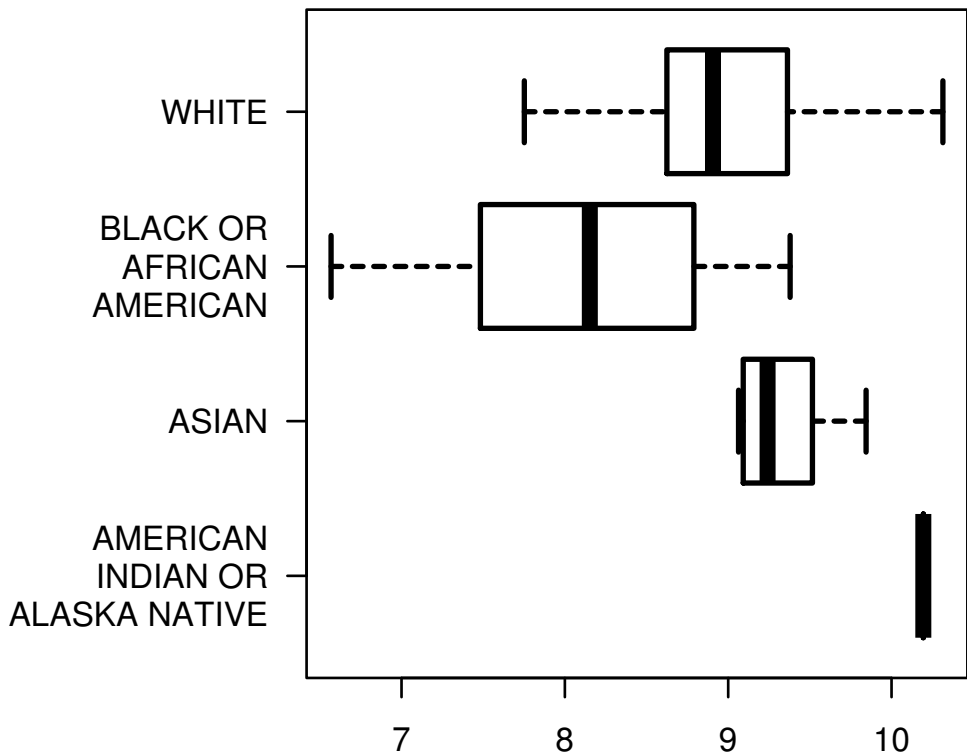 WHITE
BLACK OR
AFRICAN
AMERICAN
ASIAN
AMERICAN
INDIAN OR
ALASKA NATIVE
7 8 9 10